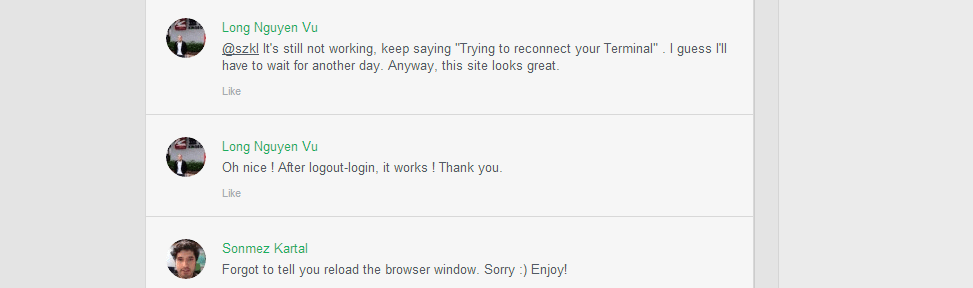 Long Nguyen Vu
@szkl It's still not working, keep saying "Trying to reconnect your Terminal" . I guess I'll
have to wait for another day. Anyway, this site looks great.
Like
Long Nguyen Vu
Oh nice ! After logout-login, it works ! Thank you.
Like
Sonmez Kartal
Forgot to tell you reload the browser window. Sorry :) Enjoy!